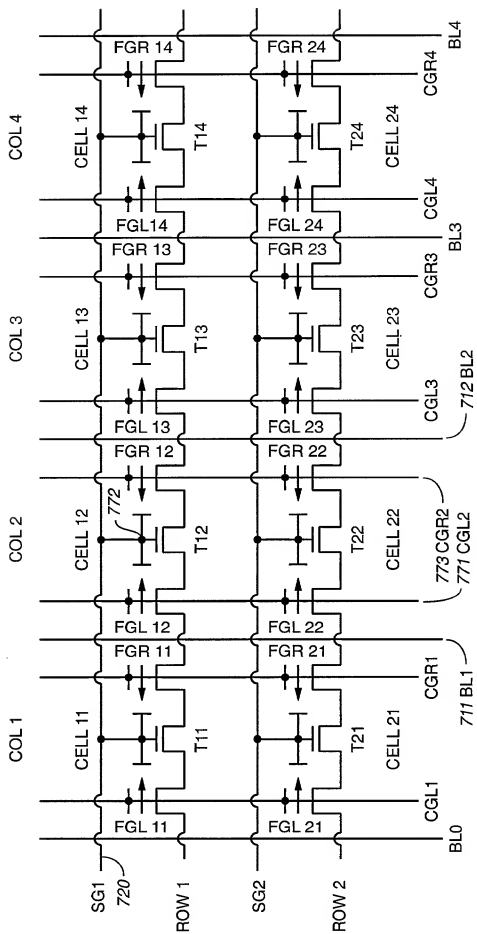 COL 1 COL 2 COL 3 COL 4
CELL 11 CELL 12 CELL 13 CELL 14
SG1
720
772
FGL 11 FGR 11 FGL 12 FGR 12 FGL 13 FGR 13 FGL14 FGR 14
ROW 1
T11 T12 T13 T14
SG2
FGL 21 FGR 21 FGL 22 FGR 22 FGL 23 FGR 23 FGL 24 FGR 24
ROW 2
T21 T22 T23 T24
CELL 21 CELL 22 CELL 23 CELL 24
CGL1 CGR1 773 CGR2 CGL3 CGR3 CGL4 CGR4
771 CGL2
BL0 711 BL1 712 BL2 BL3 BL4